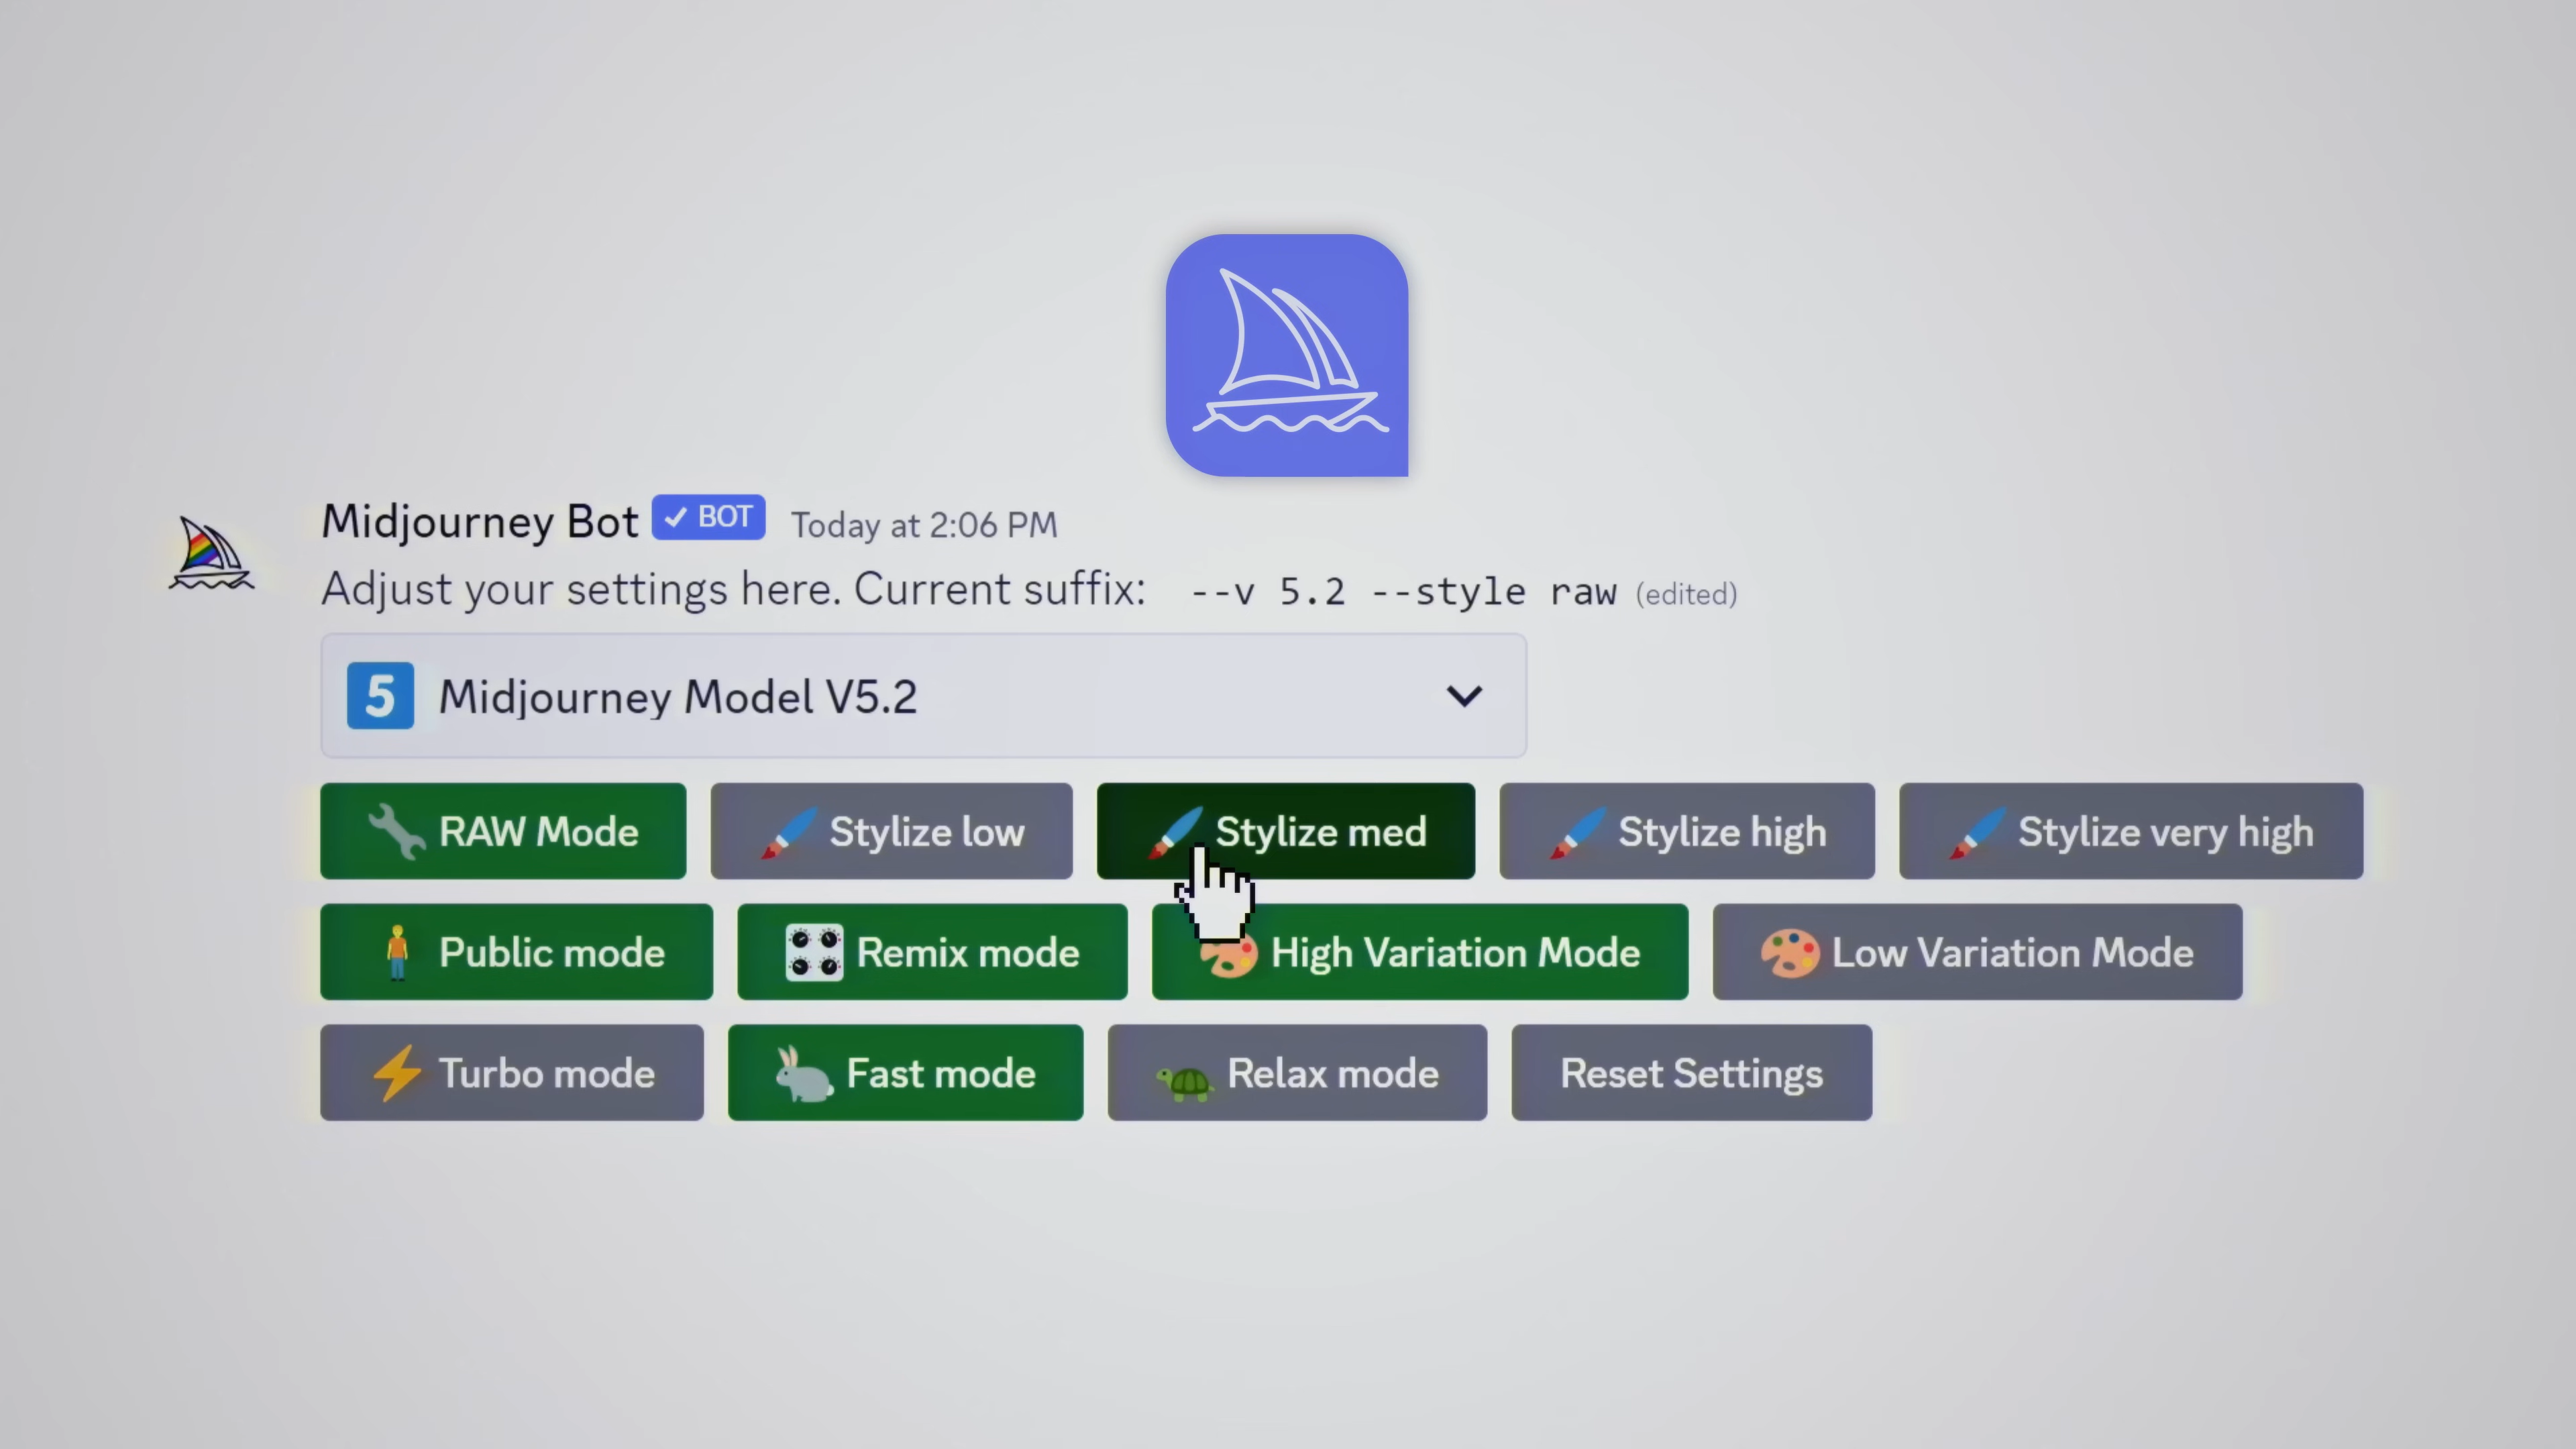 Midjourney Bot ✓ BOT Today at 2:06 PM
Adjust your settings here. Current suffix: --v 5.2 --style raw (edited)
5 Midjourney Model V5.2
RAW Mode Stylize low Stylize med Stylize high Stylize very high
Public mode Remix mode High Variation Mode Low Variation Mode
Turbo mode Fast mode Relax mode Reset Settings